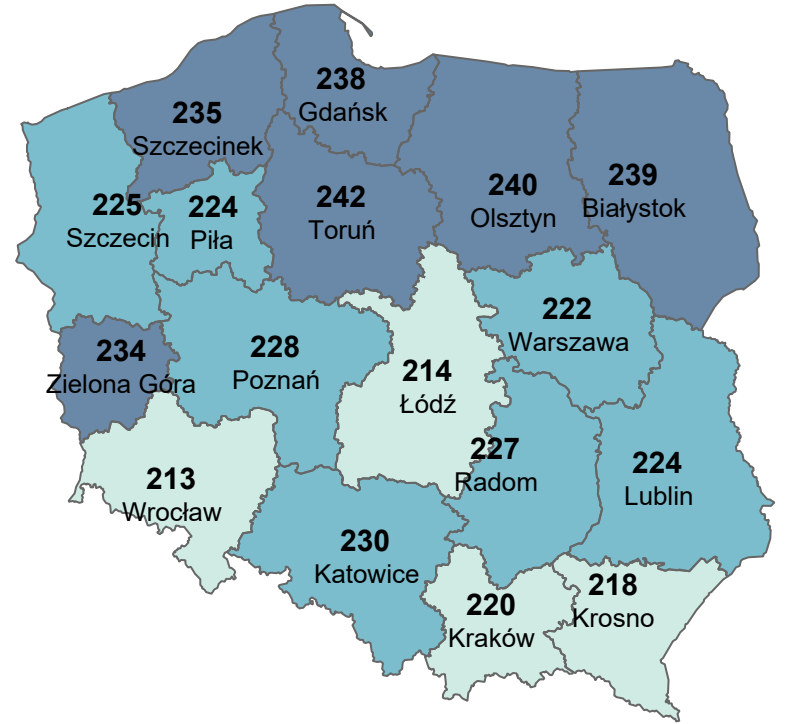 238
Gdańsk
235
Szczecinek
239
Białystok
240
Olsztyn
242
Toruń
225
Szczecin
224
Piła
222
Warszawa
234
Zielona Góra
228
Poznań
214
Łódź
227
Radom
224
Lublin
213
Wrocław
230
Katowice
220
Kraków
218
Krosno